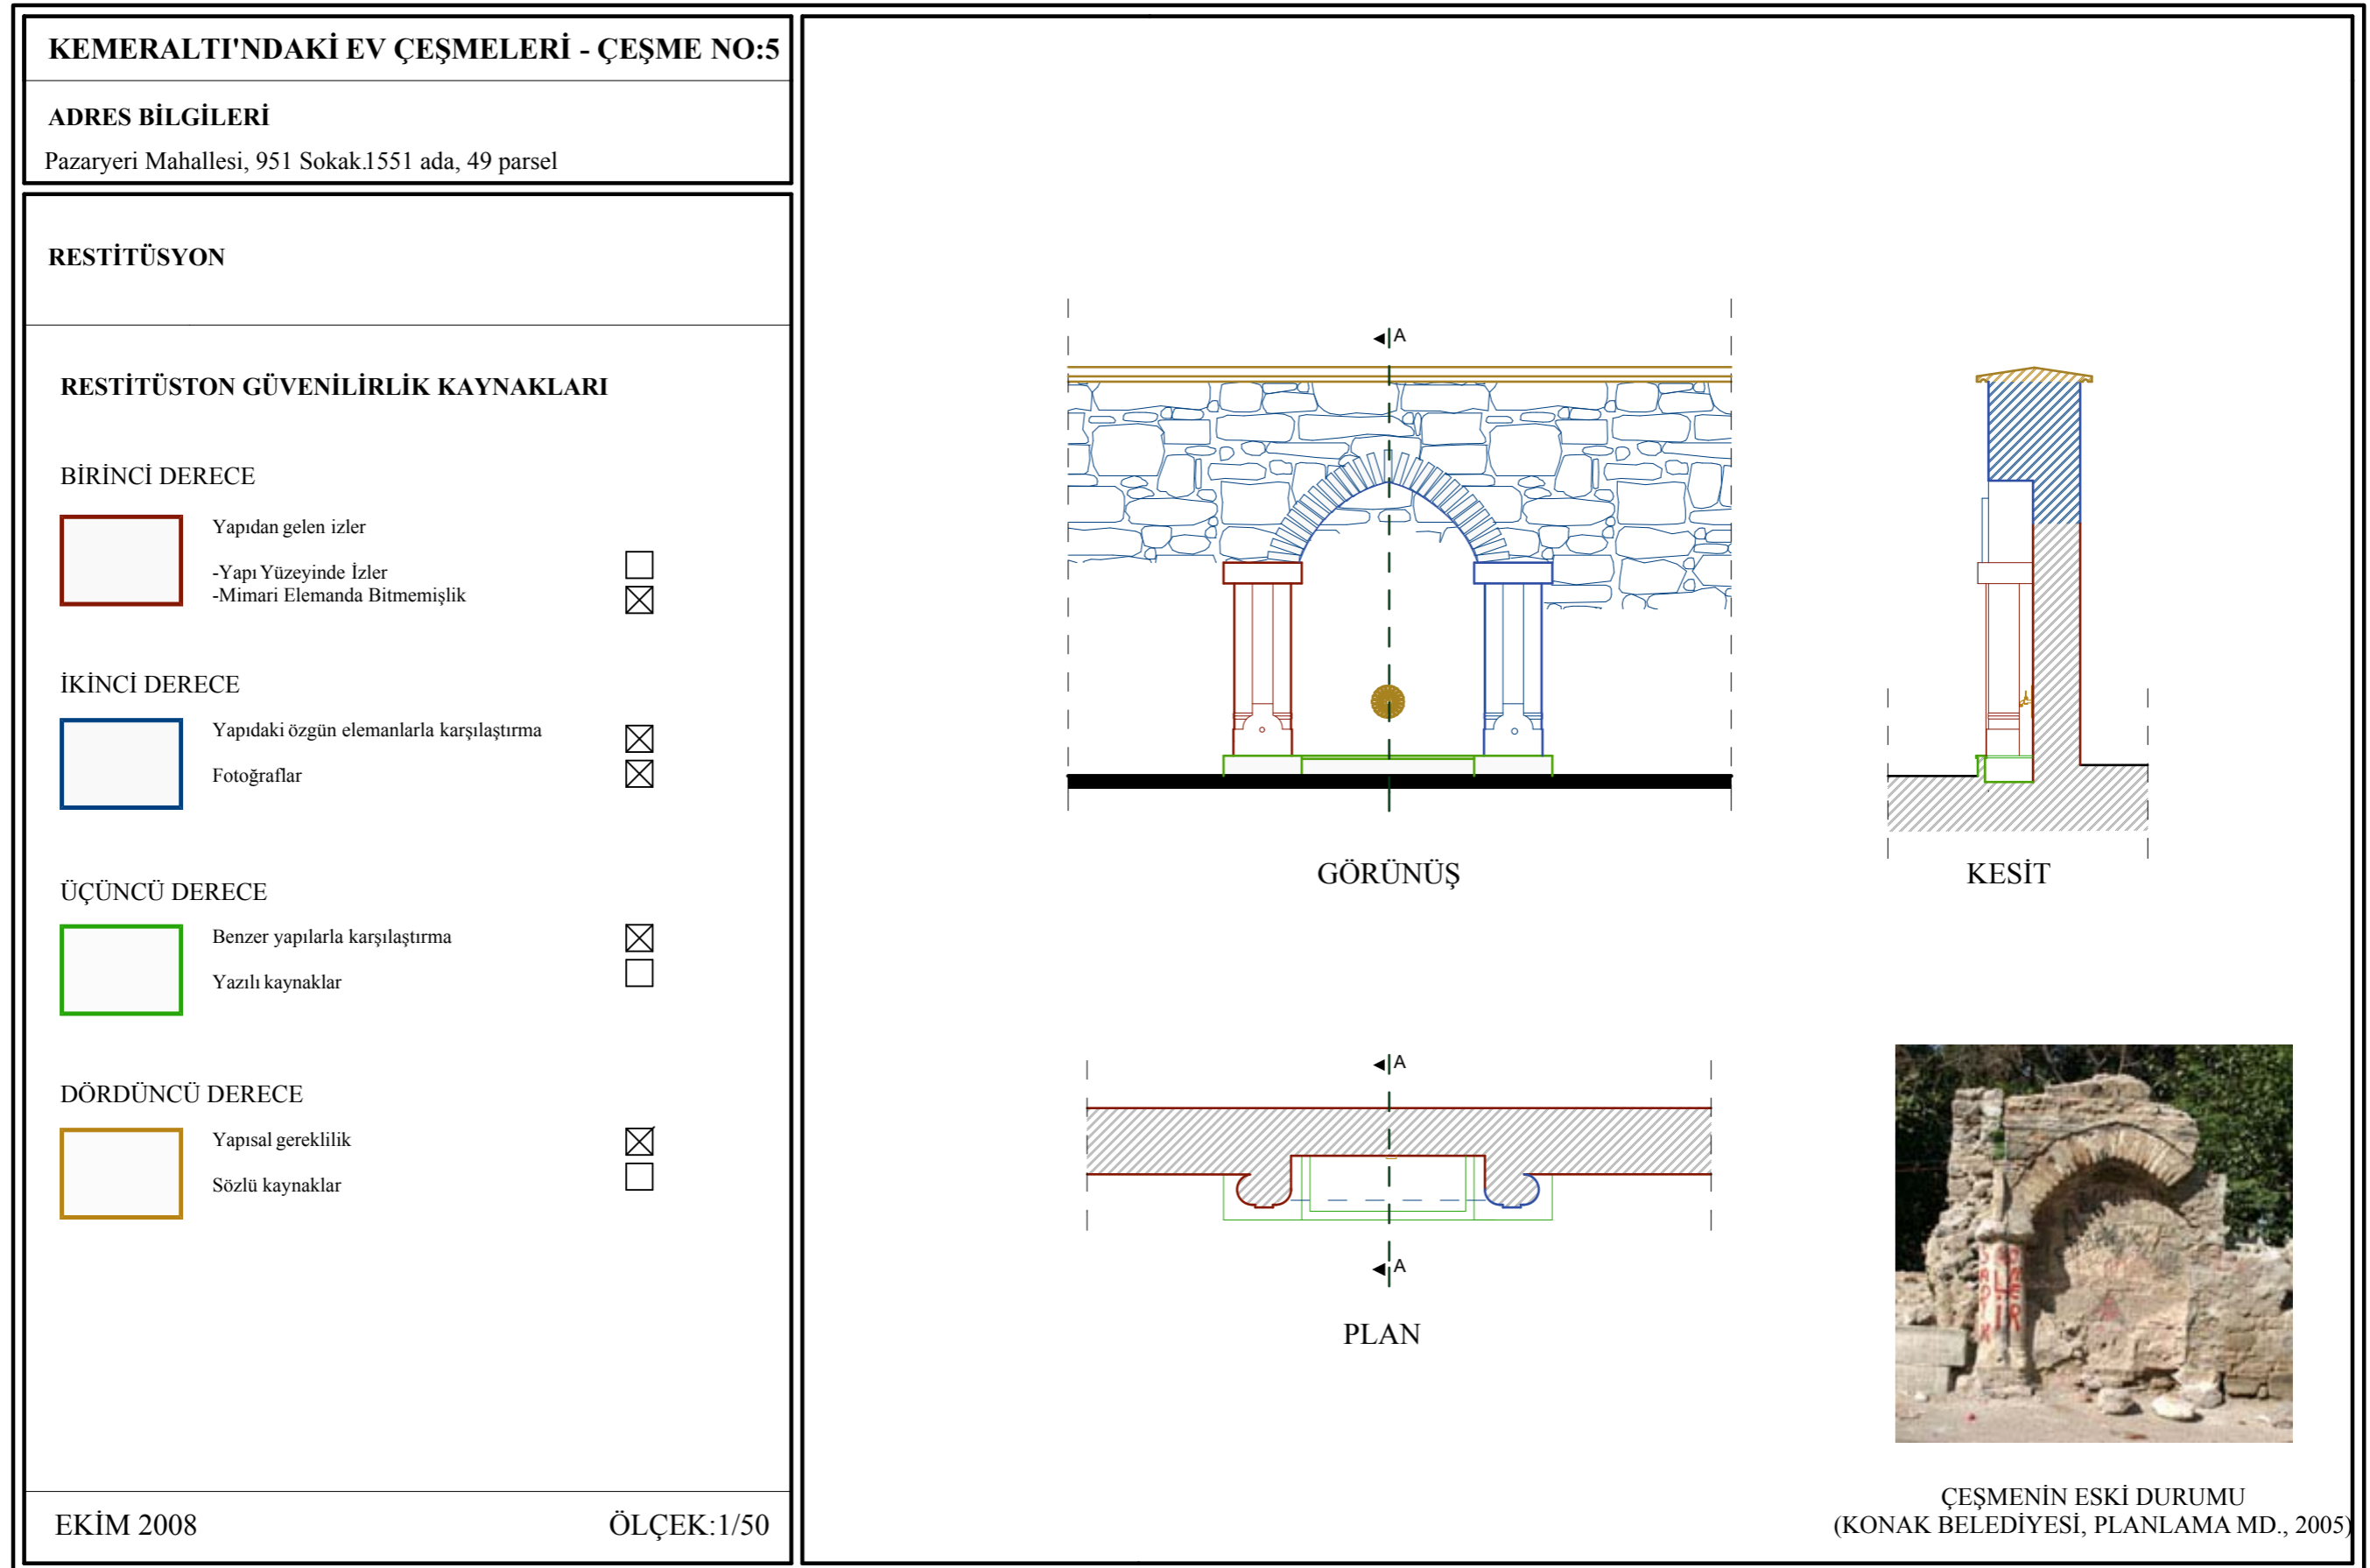 KEMERALTI'NDAKİ EV ÇEŞMELERİ - ÇEŞME NO:5
ADRES BİLGİLERİ
Pazaryeri Mahallesi, 951 Sokak.1551 ada, 49 parsel
RESTİTÜSYON
RESTİTÜSTON GÜVENİLİRLİK KAYNAKLARI
BİRİNCİ DERECE
Yapıdan gelen izler
-Yapı Yüzeyinde İzler
-Mimari Elemanda Bitmemişlik
İKİNCİ DERECE
Yapıdaki özgün elemanlarla karşılaştırma
Fotoğraflar
ÜÇÜNCÜ DERECE
Benzer yapılarla karşılaştırma
Yazılı kaynaklar
DÖRDÜNCÜ DERECE
Yapısal gereklilik
Sözlü kaynaklar
EKİM 2008
ÖLÇEK:1/50
A
GÖRÜNÜŞ
KESİT
A
A
PLAN
ÇEŞMENİN ESKİ DURUMU
(KONAK BELEDİYESİ, PLANLAMA MD., 2005)